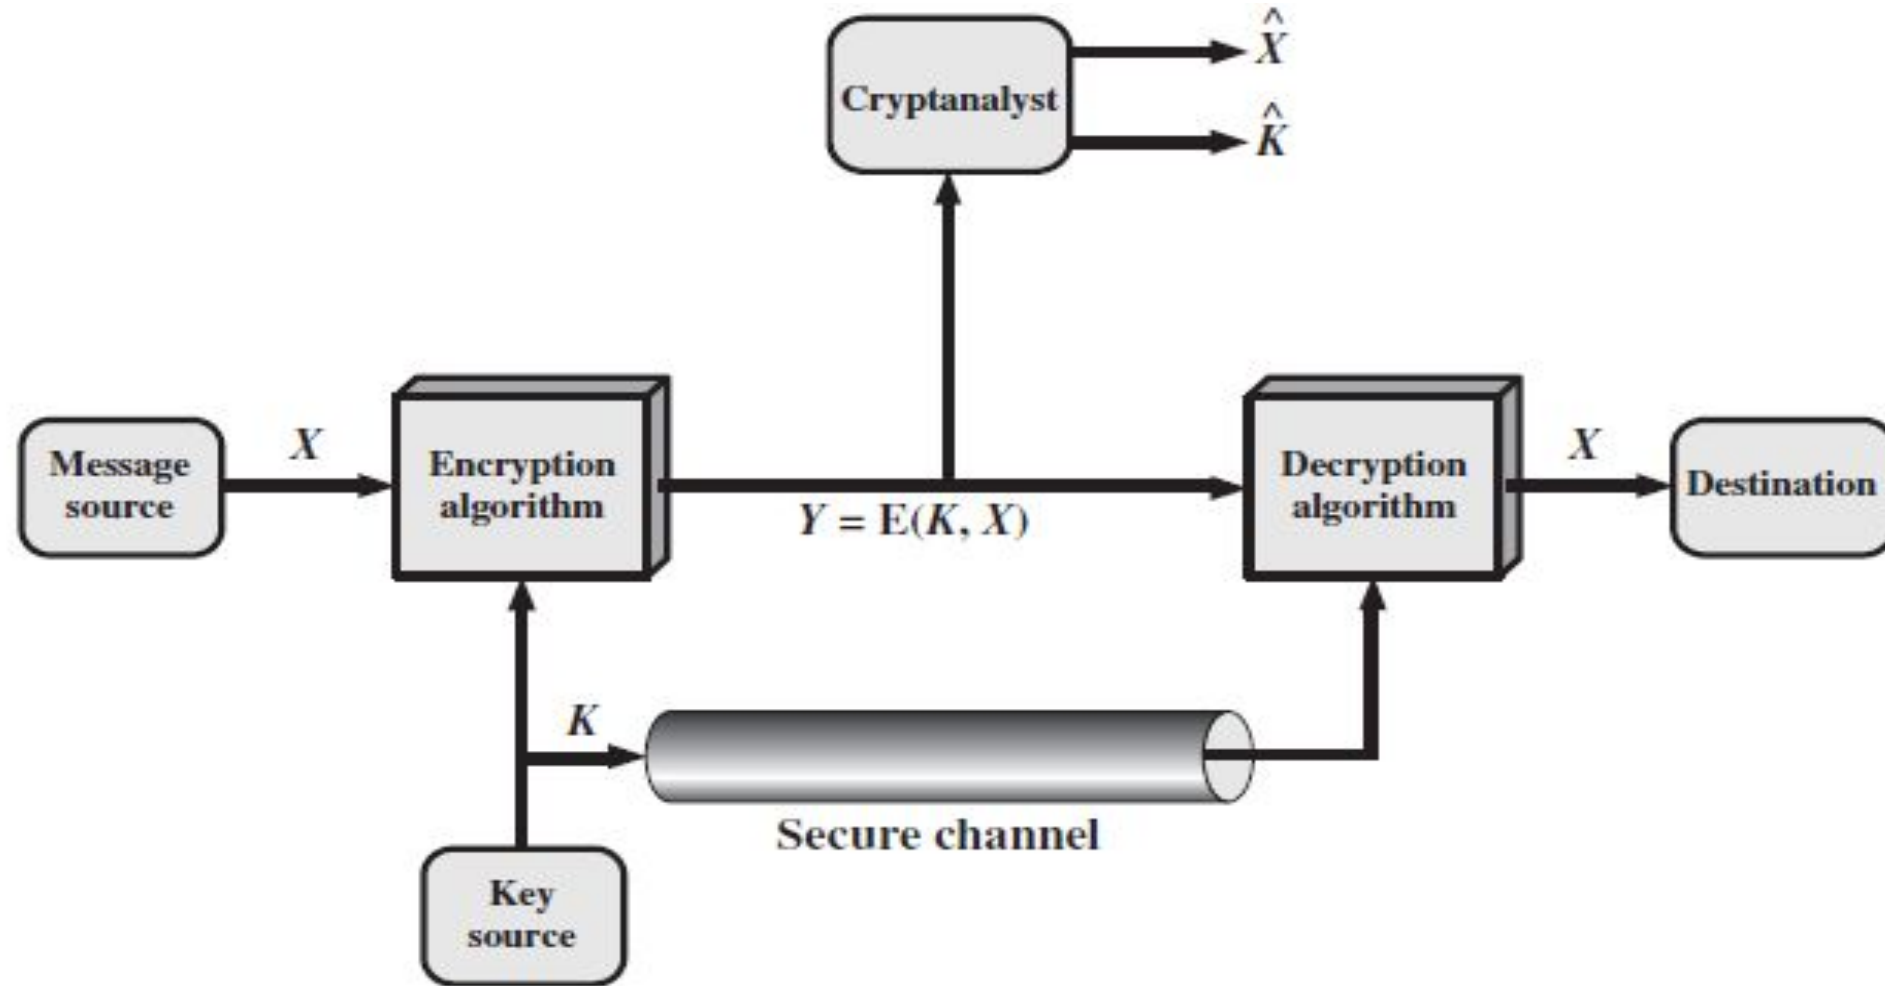 X̂
Cryptanalyst
K̂
Message
source
X
Encryption
algorithm
Y = E(K, X)
Decryption
algorithm
X
Destination
K
Secure channel
Key
source